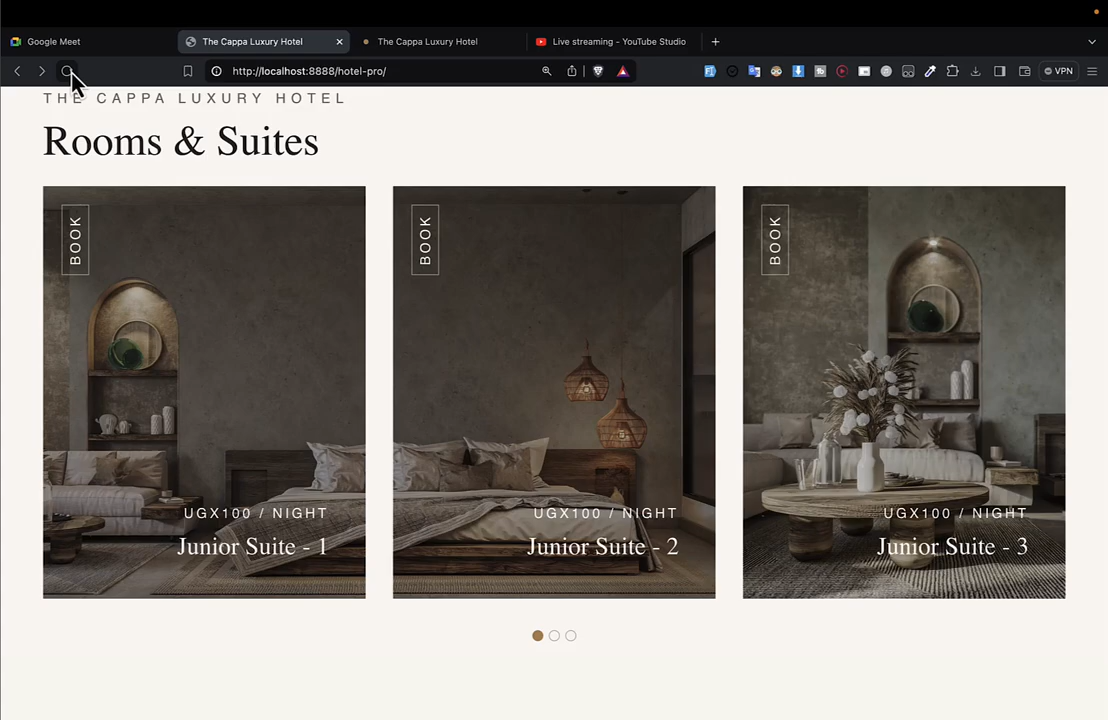 Google Meet
The Cappa Luxury Hotel
The Cappa Luxury Hotel
Live streaming - YouTube Studio
http://localhost:8888/hotel-pro/
VPN
THE CAPPA LUXURY HOTEL
Rooms & Suites
BOOK
BOOK
BOOK
UGX100 / NIGHT
Junior Suite - 1
UGX100 / NIGHT
Junior Suite - 2
UGX100 / NIGHT
Junior Suite - 3